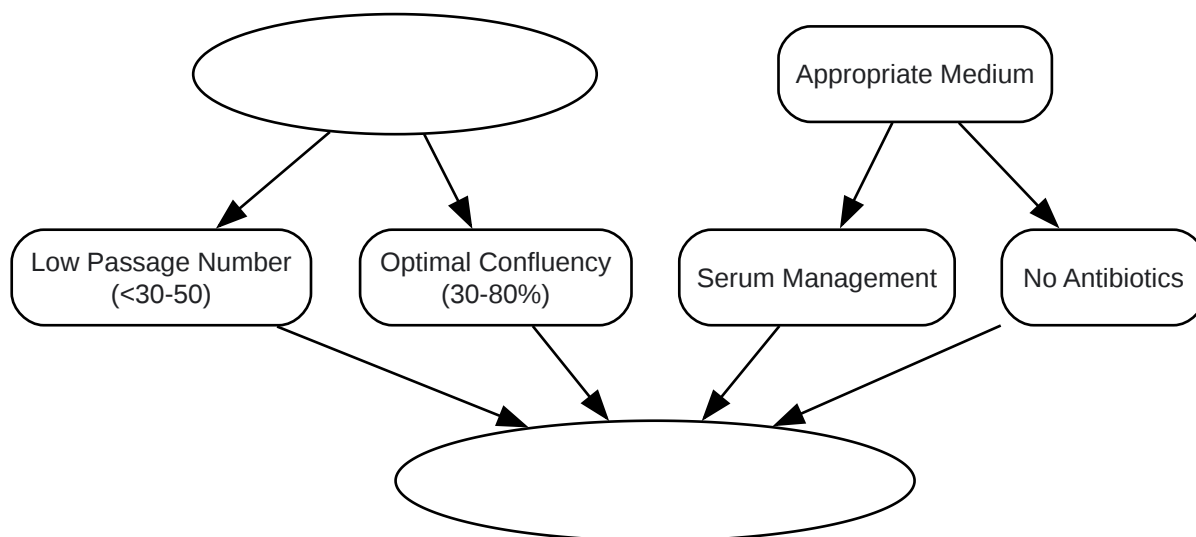 Appropriate Medium
Low Passage Number
(<30-50)
Optimal Confluency
(30-80%)
Serum Management
No Antibiotics